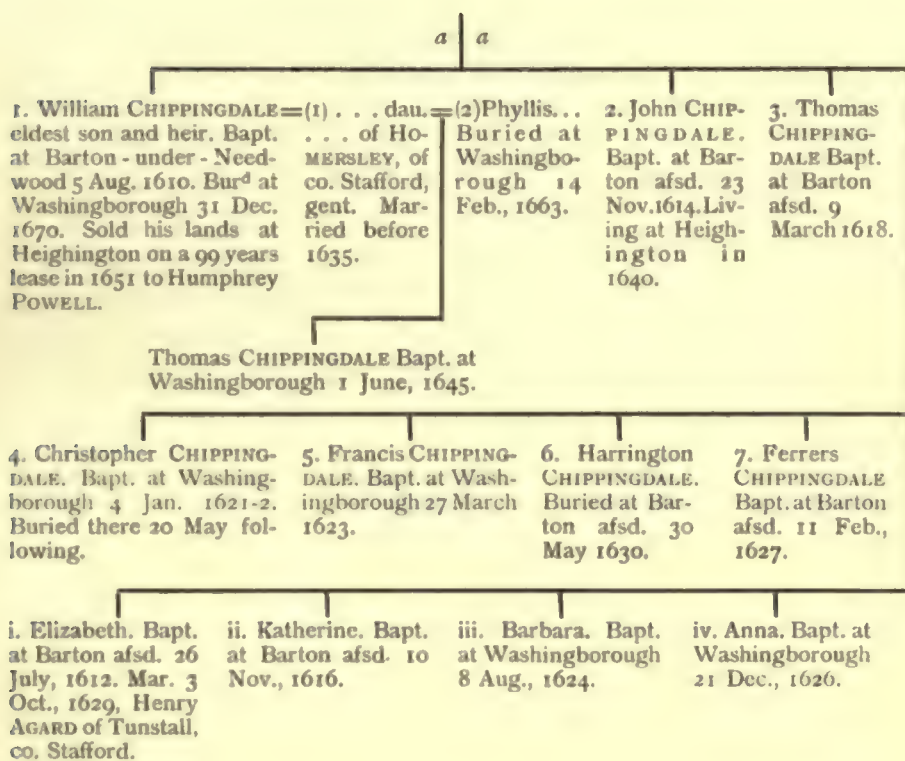 a a
1. William CHIPPINGDALE=
eldest son and heir. Bapt.
at Barton-under-Need-
wood 5 Aug. 1610. Burd at
Washingborough 31 Dec.
1670. Sold his lands at
Heighington on a 99 years
lease in 1651 to Humphrey
POWELL.
(1) . . . dau.=
. . . of HO-
MERSLEY, of
co. Stafford,
gent. Mar-
ried before
1635.
(2)Phyllis...
Buried at
Washingbo-
rough 14
Feb., 1663.
2. John CHIP-
PINGDALE.
Bapt. at Bar-
ton afsd. 23
Nov.1614.Liv-
ing at Heigh-
ington in
1640.
3. Thomas
CHIPPING-
DALE Bapt.
at Barton
afsd. 9
March 1618.
Thomas CHIPPINGDALE Bapt. at
Washingborough 1 June, 1645.
4. Christopher CHIPPING-
DALE. Bapt. at Washing-
borough 4 Jan. 1621-2.
Buried there 20 May fol-
lowing.
5. Francis CHIPPING-
DALE. Bapt. at Wash-
ingborough 27 March
1623.
6. Harrington
CHIPPINGDALE.
Buried at Bar-
ton afsd. 30
May 1630.
7. Ferrers
CHIPPINGDALE
Bapt. at Barton
afsd. 11 Feb.,
1627.
i. Elizabeth. Bapt.
at Barton afsd. 26
July, 1612. Mar. 3
Oct., 1629, Henry
AGARD of Tunstall,
co. Stafford.
ii. Katherine. Bapt.
at Barton afsd. 10
Nov., 1616.
iii. Barbara. Bapt.
at Washingborough
8 Aug., 1624.
iv. Anna. Bapt. at
Washingborough
21 Dec., 1626.